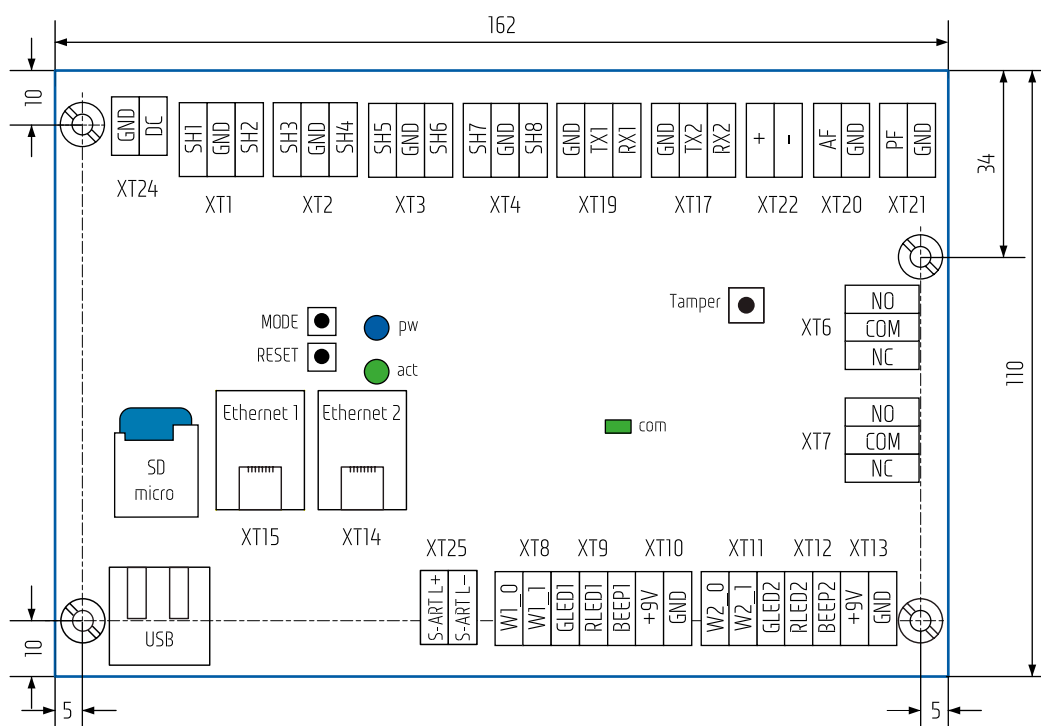 162
10
GND DC
SH1 GND SH2
SH3 GND SH4
SH5 GND SH6
SH7 GND SH8
GND TX1 RX1
GND TX2 RX2
+ -
AF GND
PF GND
XT24 XT1 XT2 XT3 XT4 XT19 XT17 XT22 XT20 XT21
34
110
Tamper
XT6
NO
COM
NC
MODE
pw
RESET
act
XT7
NO
COM
NC
com
Ethernet 1
Ethernet 2
SD
micro
XT15 XT14
XT25 XT8 XT9 XT10 XT11 XT12 XT13
S-ART L+ S-ART L-
W1_0 W1_1 GLED1 RLED1 BEEP1 +9V GND
W2_0 W2_1 GLED2 RLED2 BEEP2 +9V GND
USB
10
5
5